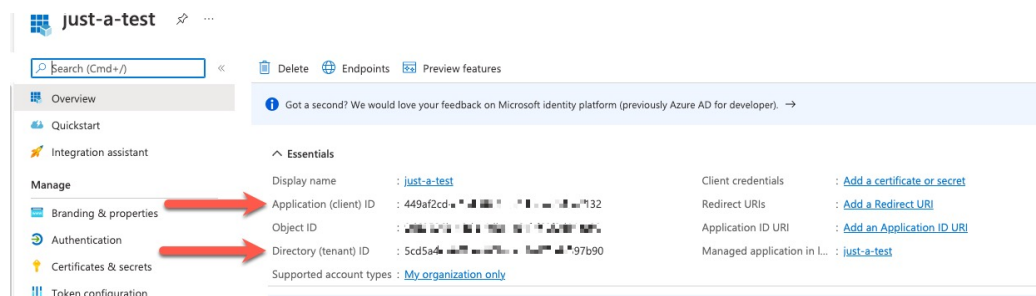 just-a-test
Search (Cmd+/)
Overview
Quickstart
Integration assistant
Manage
Branding & properties
Authentication
Certificates & secrets
Token configuration
Delete Endpoints Preview features
Got a second? We would love your feedback on Microsoft identity platform (previously Azure AD for developer). →
Essentials
Display name : just-a-test
Application (client) ID : 449af2cd- 132
Object ID :
Directory (tenant) ID : 5cd5a4 97b90
Supported account types : My organization only
Client credentials : Add a certificate or secret
Redirect URIs : Add a Redirect URI
Application ID URI : Add an Application ID URI
Managed application in l... : just-a-test